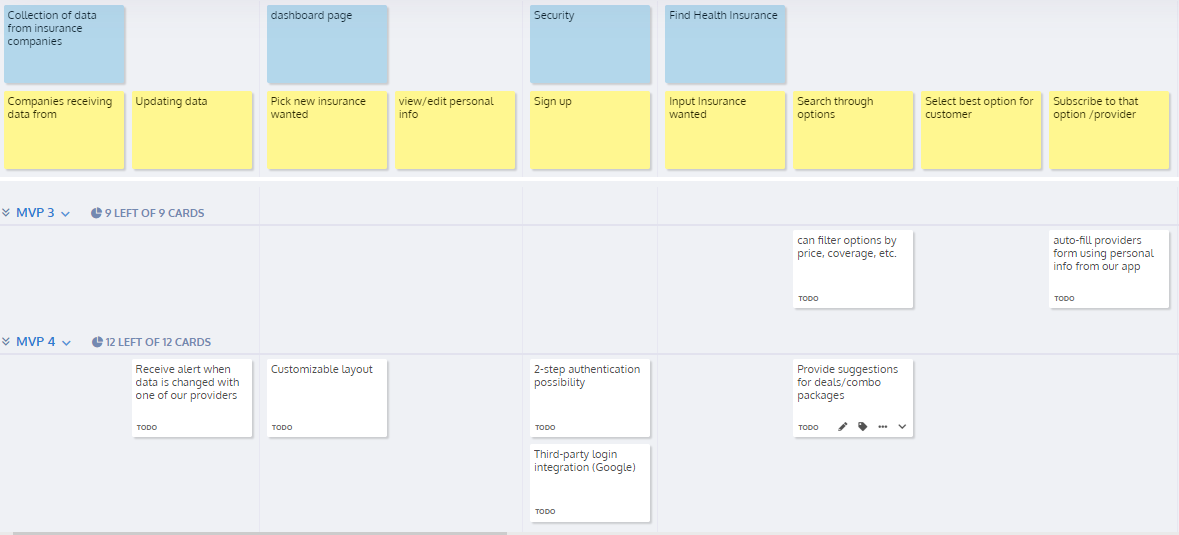 Collection of data
from insurance
companies
dashboard page
Security
Find Health Insurance
Companies receiving
data from
Updating data
Pick new insurance
wanted
view/edit personal
info
Sign up
Input Insurance
wanted
Search through
options
Select best option for
customer
Subscribe to that
option /provider
MVP 3
9 LEFT OF 9 CARDS
can filter options by
price, coverage, etc.
TODO
auto-fill providers
form using personal
info from our app
TODO
MVP 4
12 LEFT OF 12 CARDS
Receive alert when
data is changed with
one of our providers
TODO
Customizable layout
TODO
2-step authentication
possibility
TODO
Provide suggestions
for deals/combo
packages
TODO
Third-party login
integration (Google)
TODO